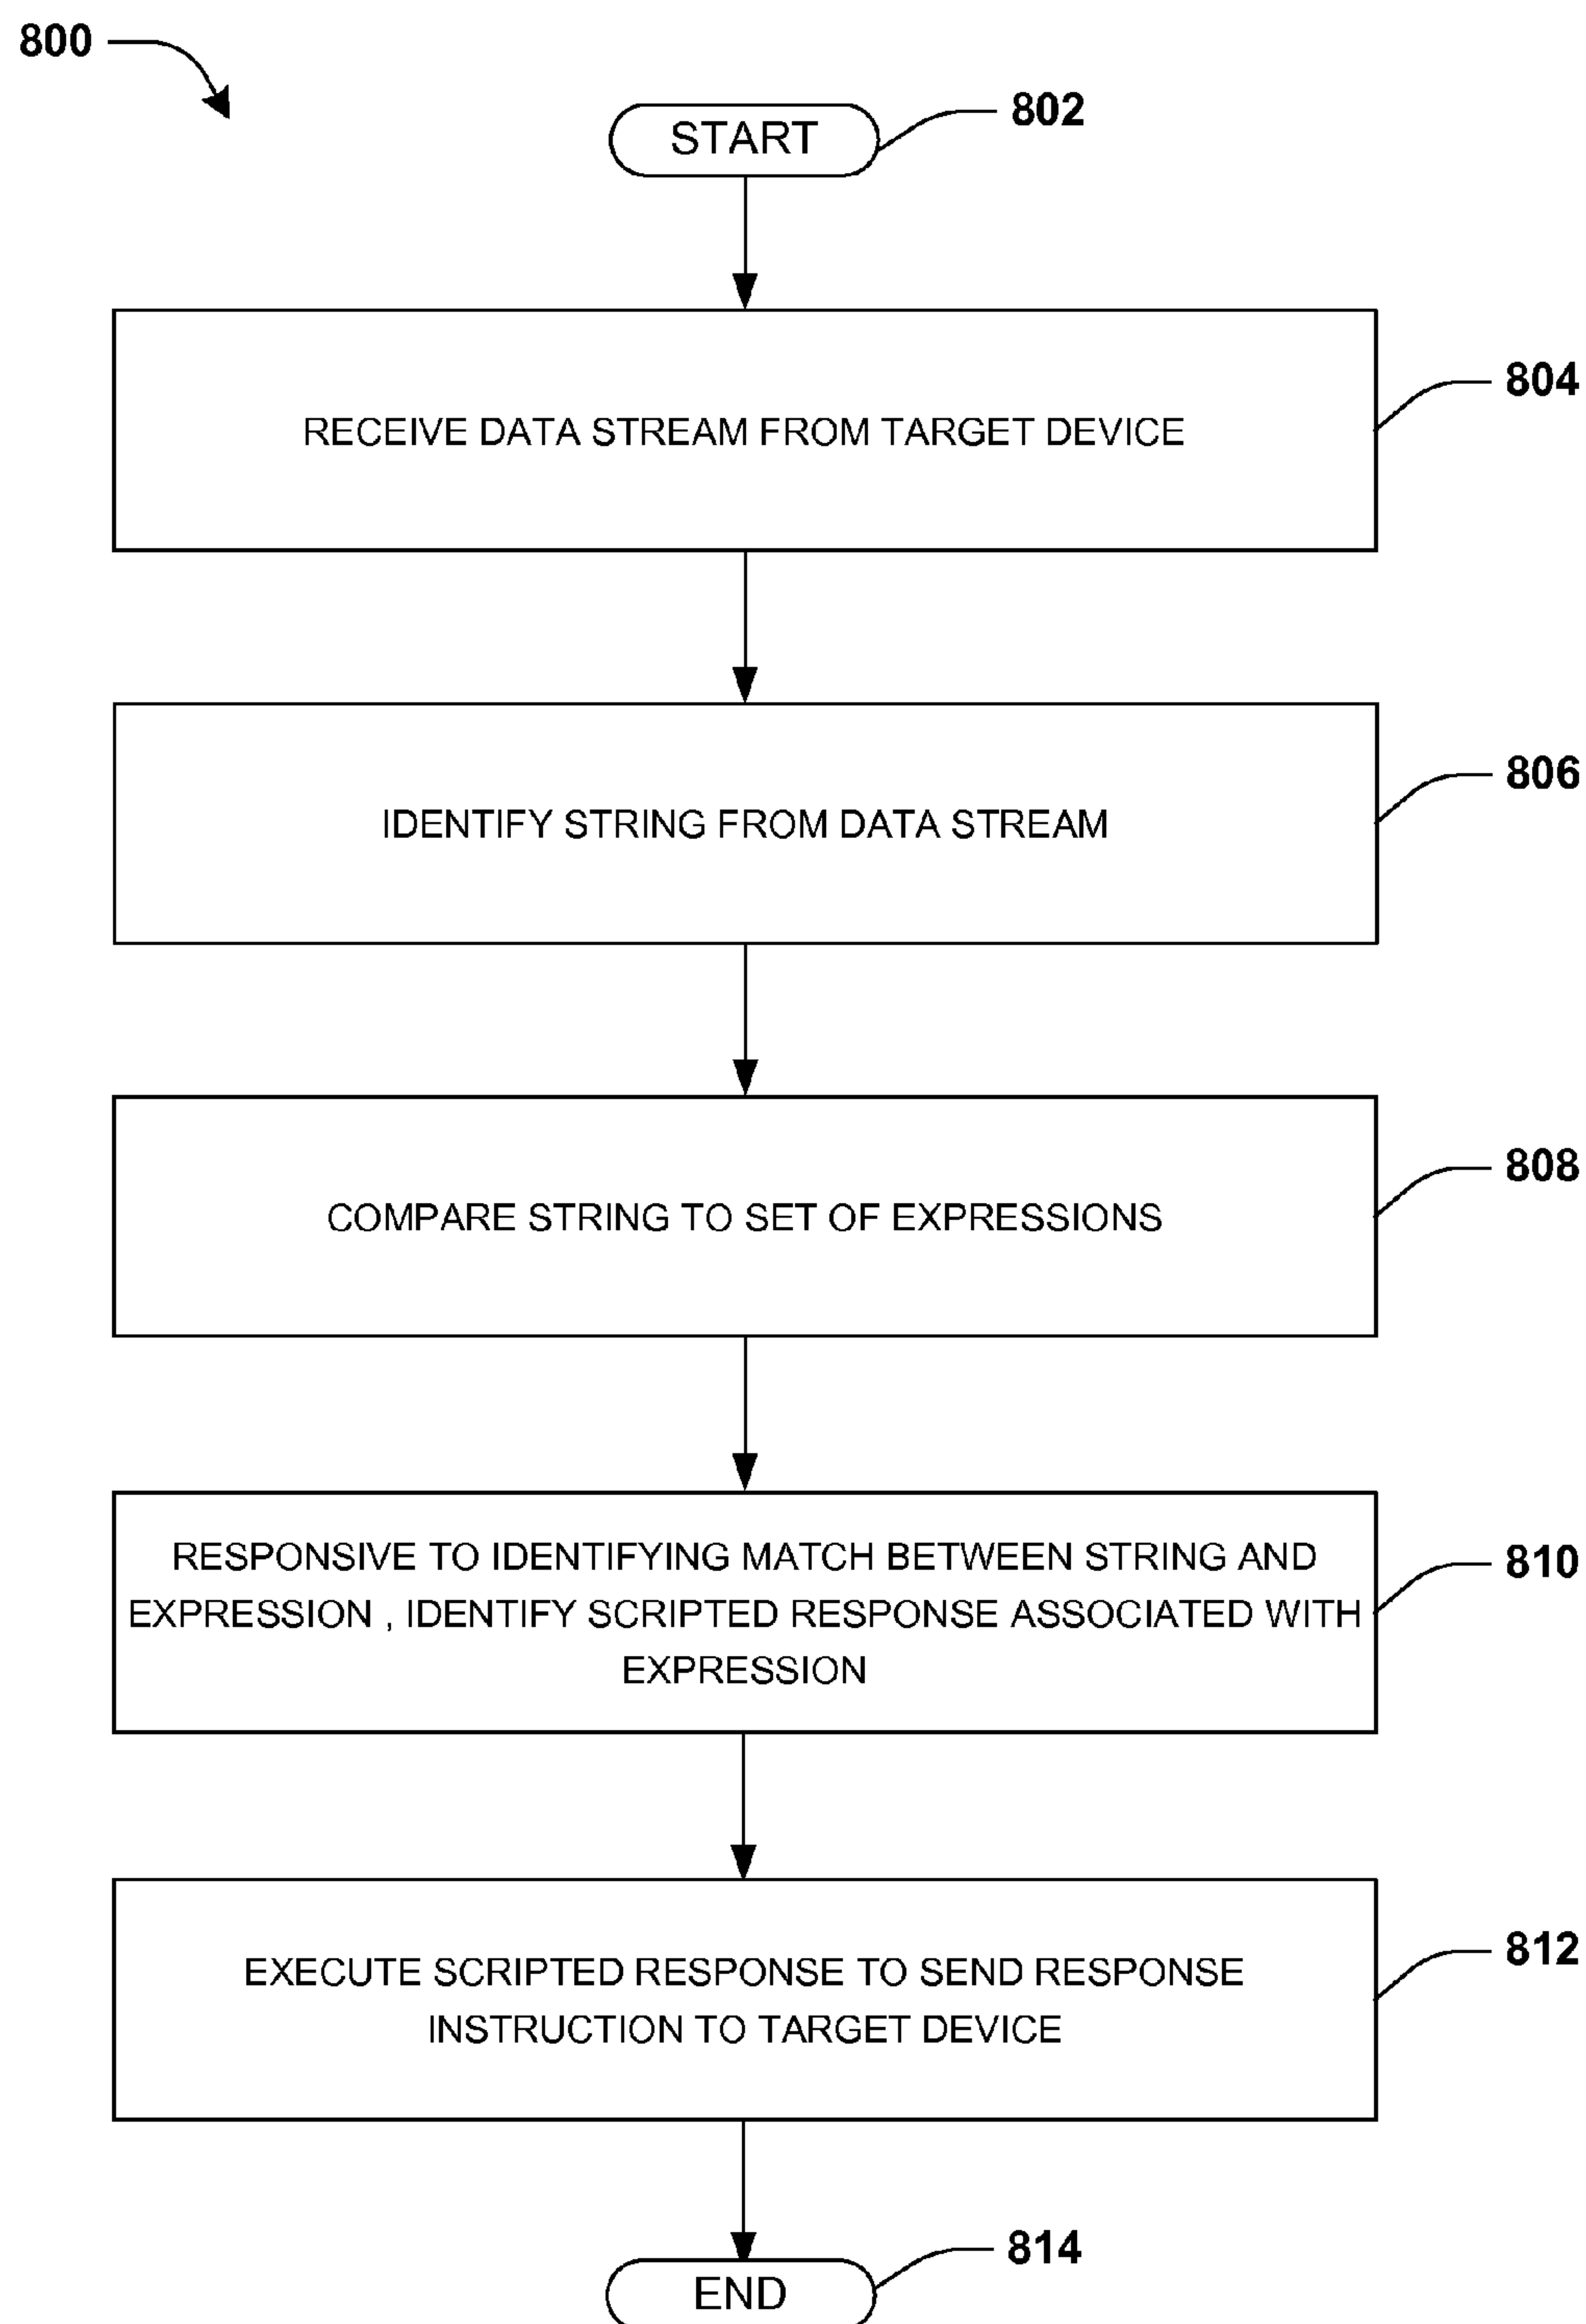 800
START
802
RECEIVE DATA STREAM FROM TARGET DEVICE
804
IDENTIFY STRING FROM DATA STREAM
806
COMPARE STRING TO SET OF EXPRESSIONS
808
RESPONSIVE TO IDENTIFYING MATCH BETWEEN STRING AND
EXPRESSION , IDENTIFY SCRIPTED RESPONSE ASSOCIATED WITH
EXPRESSION
810
EXECUTE SCRIPTED RESPONSE TO SEND RESPONSE
INSTRUCTION TO TARGET DEVICE
812
END
814